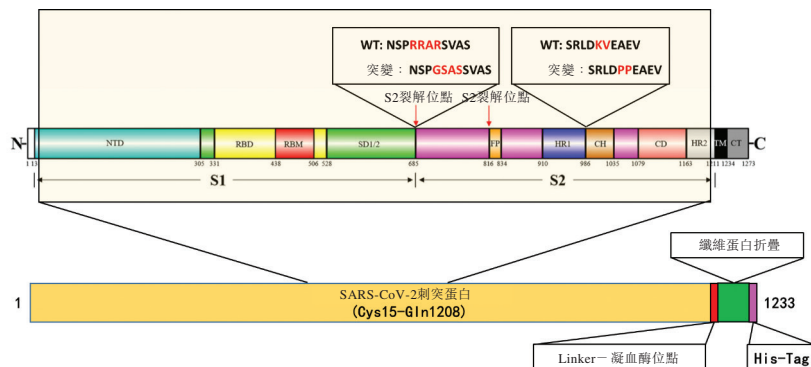 WT: NSPRRARSVAS
突變：NSPGSASSVAS
WT: SRLDKVEAEV
突變：SRLDPPEAEV
S2裂解位點
S2裂解位點
N
NTD
RBD
RBM
SD1/2
FP
HR1
CH
CD
HR2
TM
CT
C
1 13 305 331 438 506 528 685 816 834 910 986 1035 1079 1163 1211 1234 1273
S1
S2
纖維蛋白折疊
1
SARS-CoV-2刺突蛋白
(Cys15-Gln1208)
1233
Linker－凝血酶位點
His-Tag